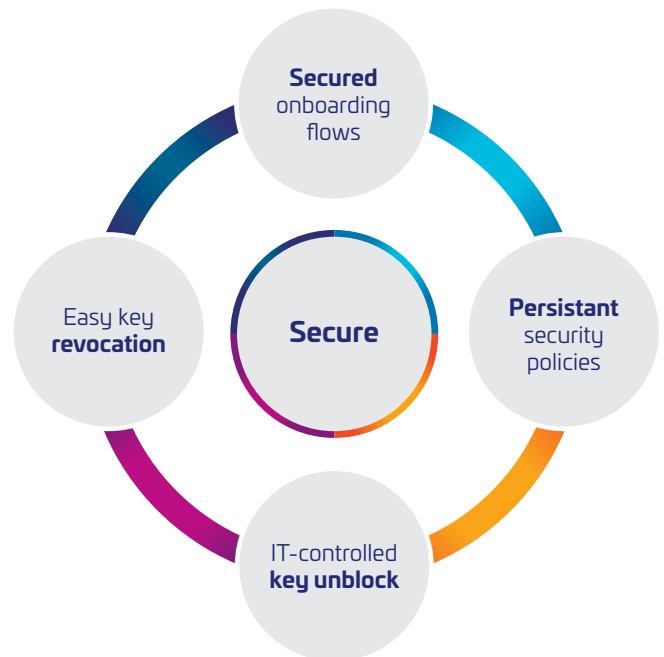 Secured
onboarding
flows
Easy key
revocation
Secure
Persistant
security
policies
IT-controlled
key unblock